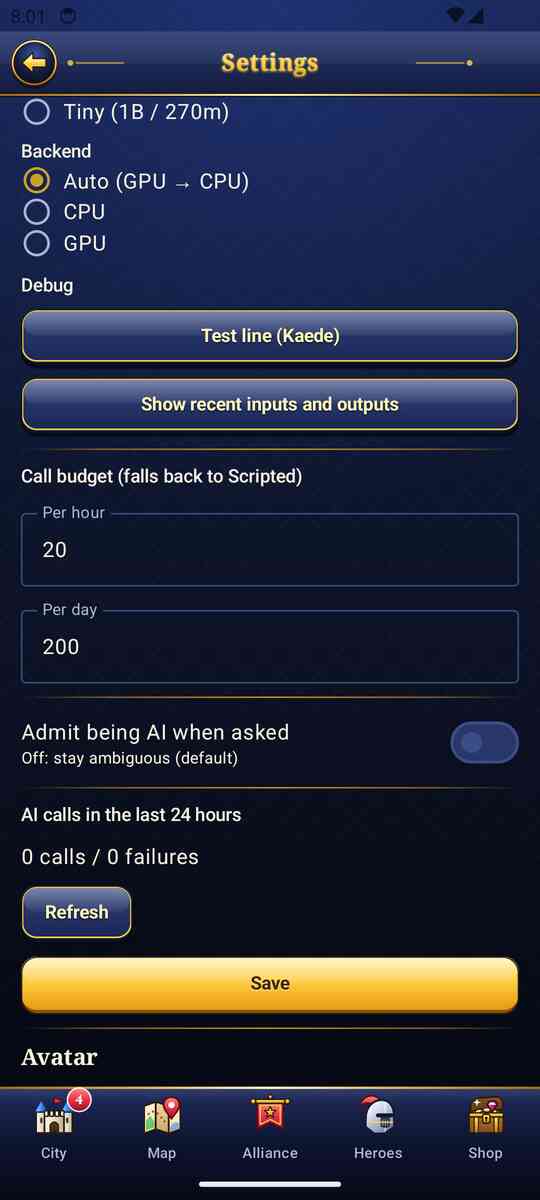 8:01
Settings
Tiny (1B / 270m)
Backend
Auto (GPU → CPU)
CPU
GPU
Debug
Test line (Kaede)
Show recent inputs and outputs
Call budget (falls back to Scripted)
Per hour
20
Per day
200
Admit being AI when asked
Off: stay ambiguous (default)
AI calls in the last 24 hours
0 calls / 0 failures
Refresh
Save
Avatar
4
City
Map
Alliance
Heroes
Shop